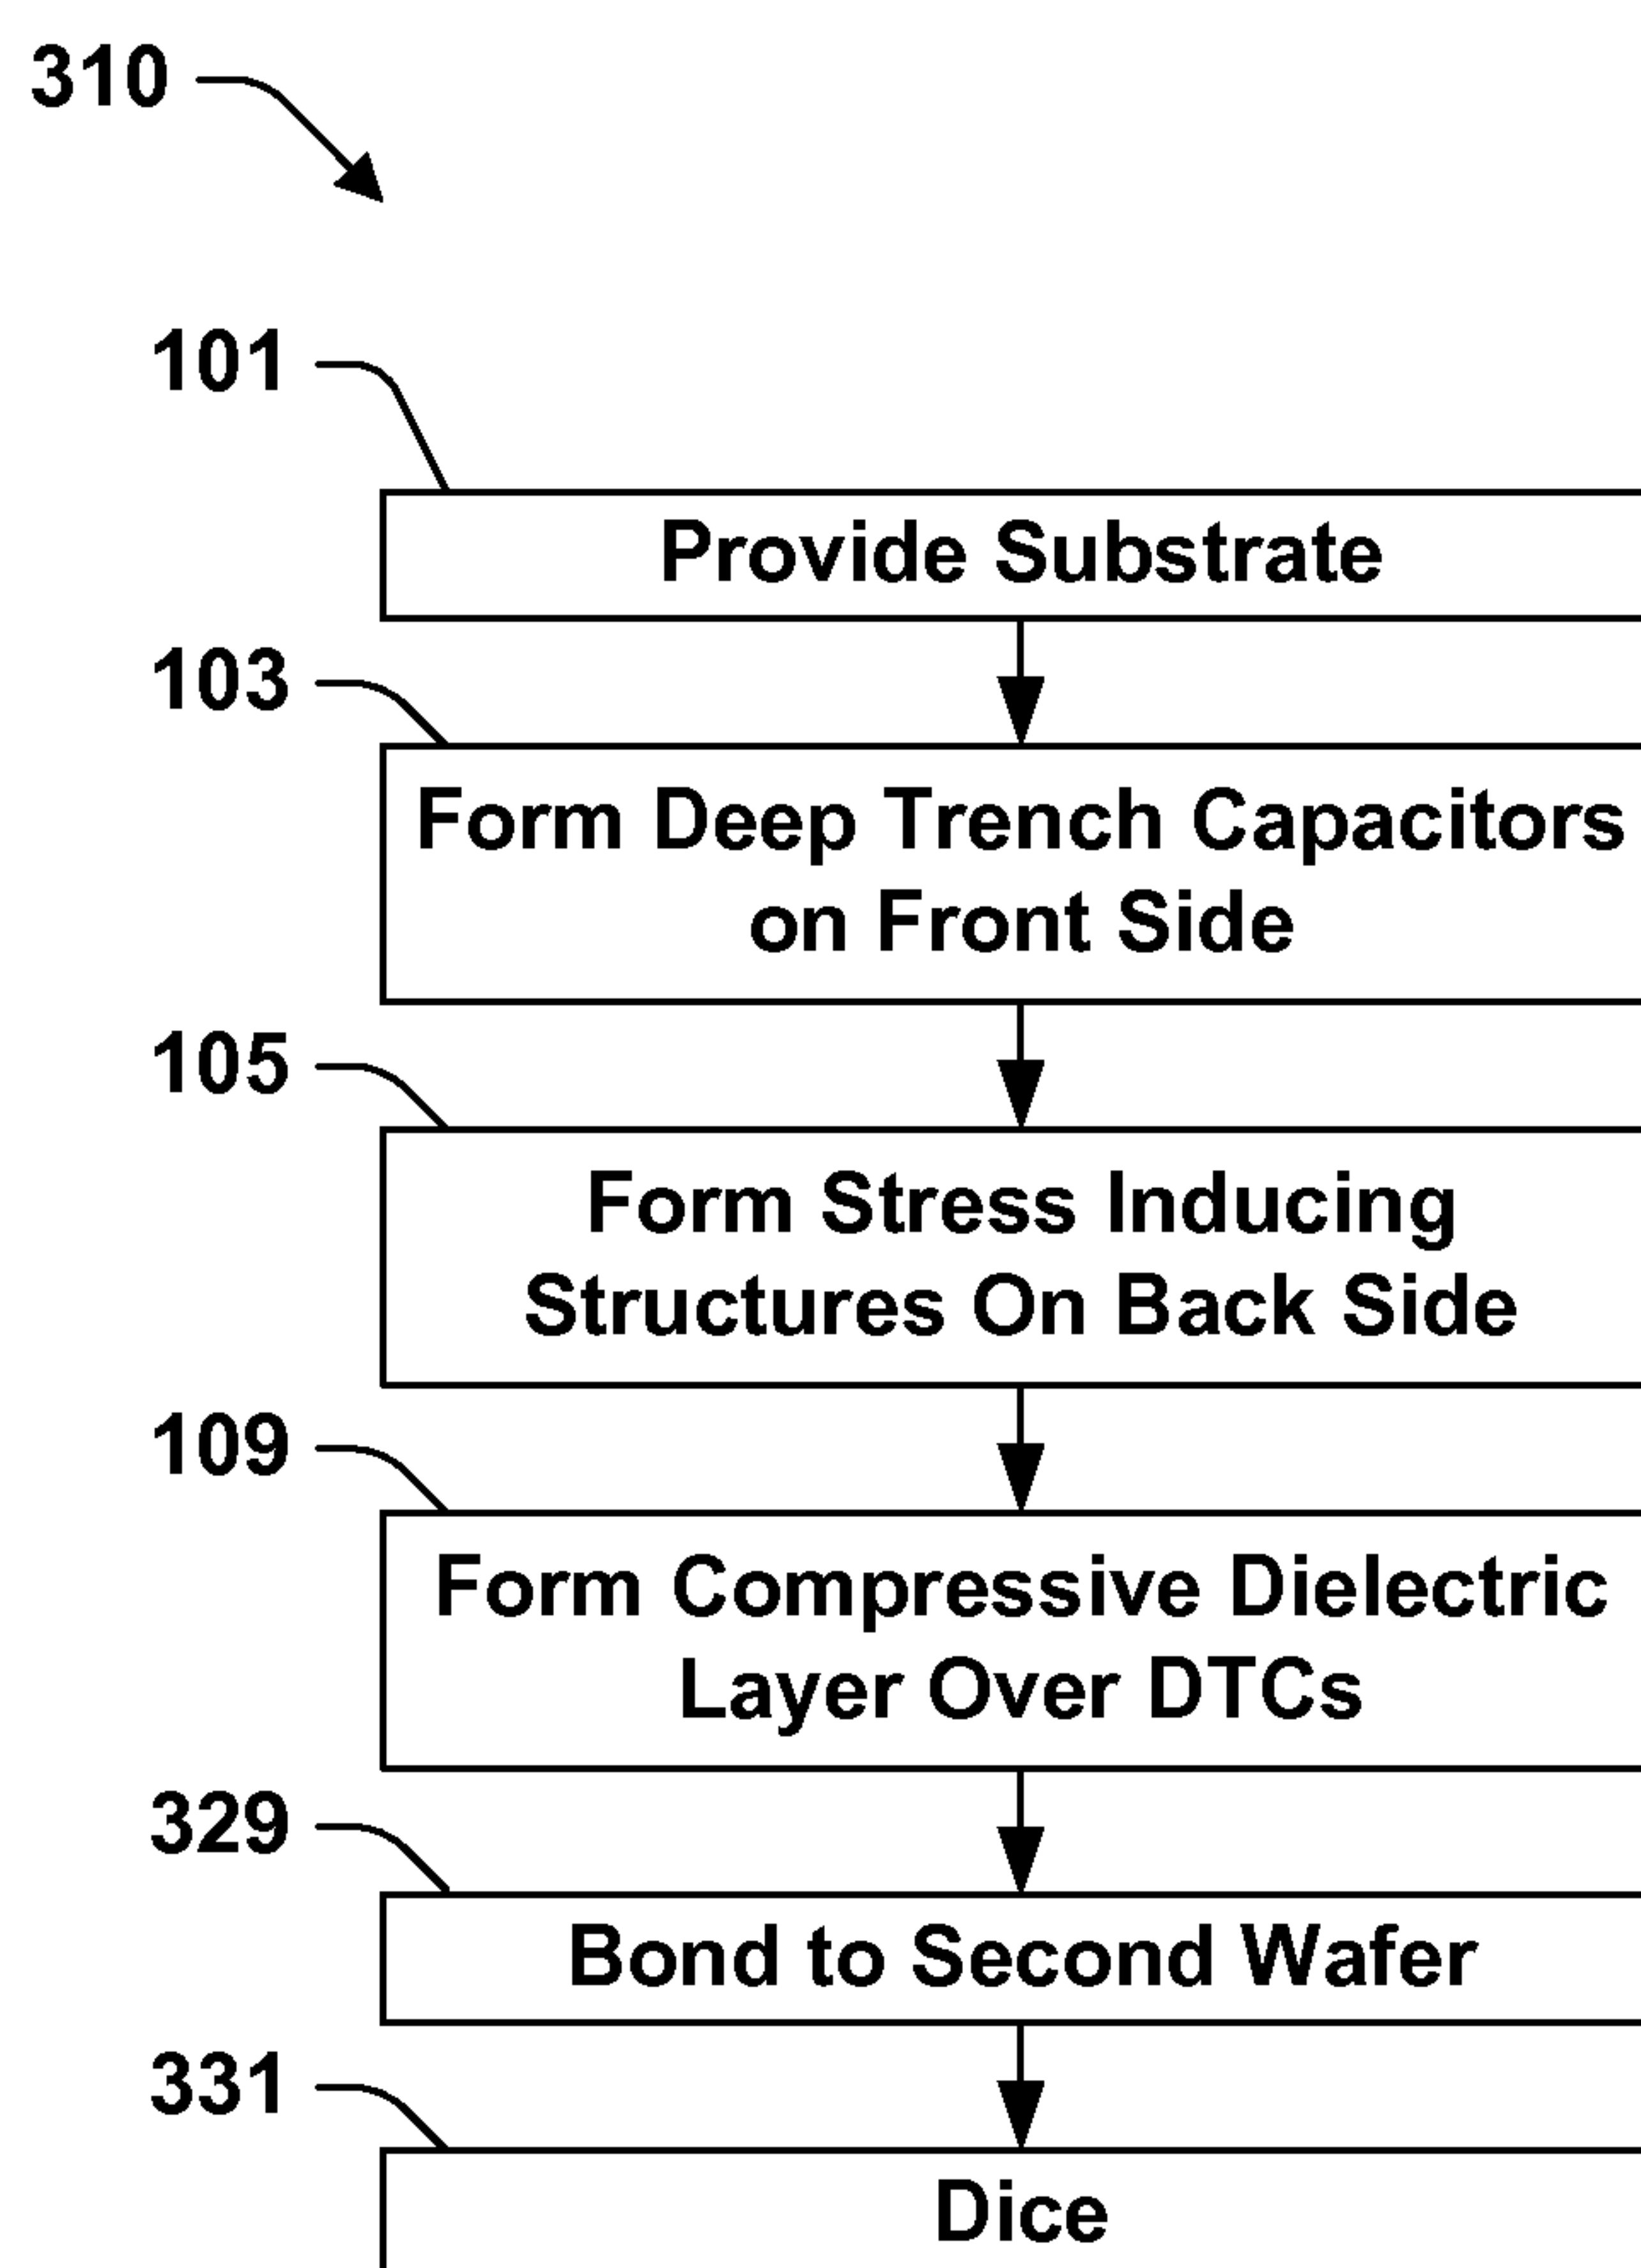 310
101
Provide Substrate
103
Form Deep Trench Capacitors
on Front Side
105
Form Stress Inducing
Structures On Back Side
109
Form Compressive Dielectric
Layer Over DTCs
329
Bond to Second Wafer
331
Dice